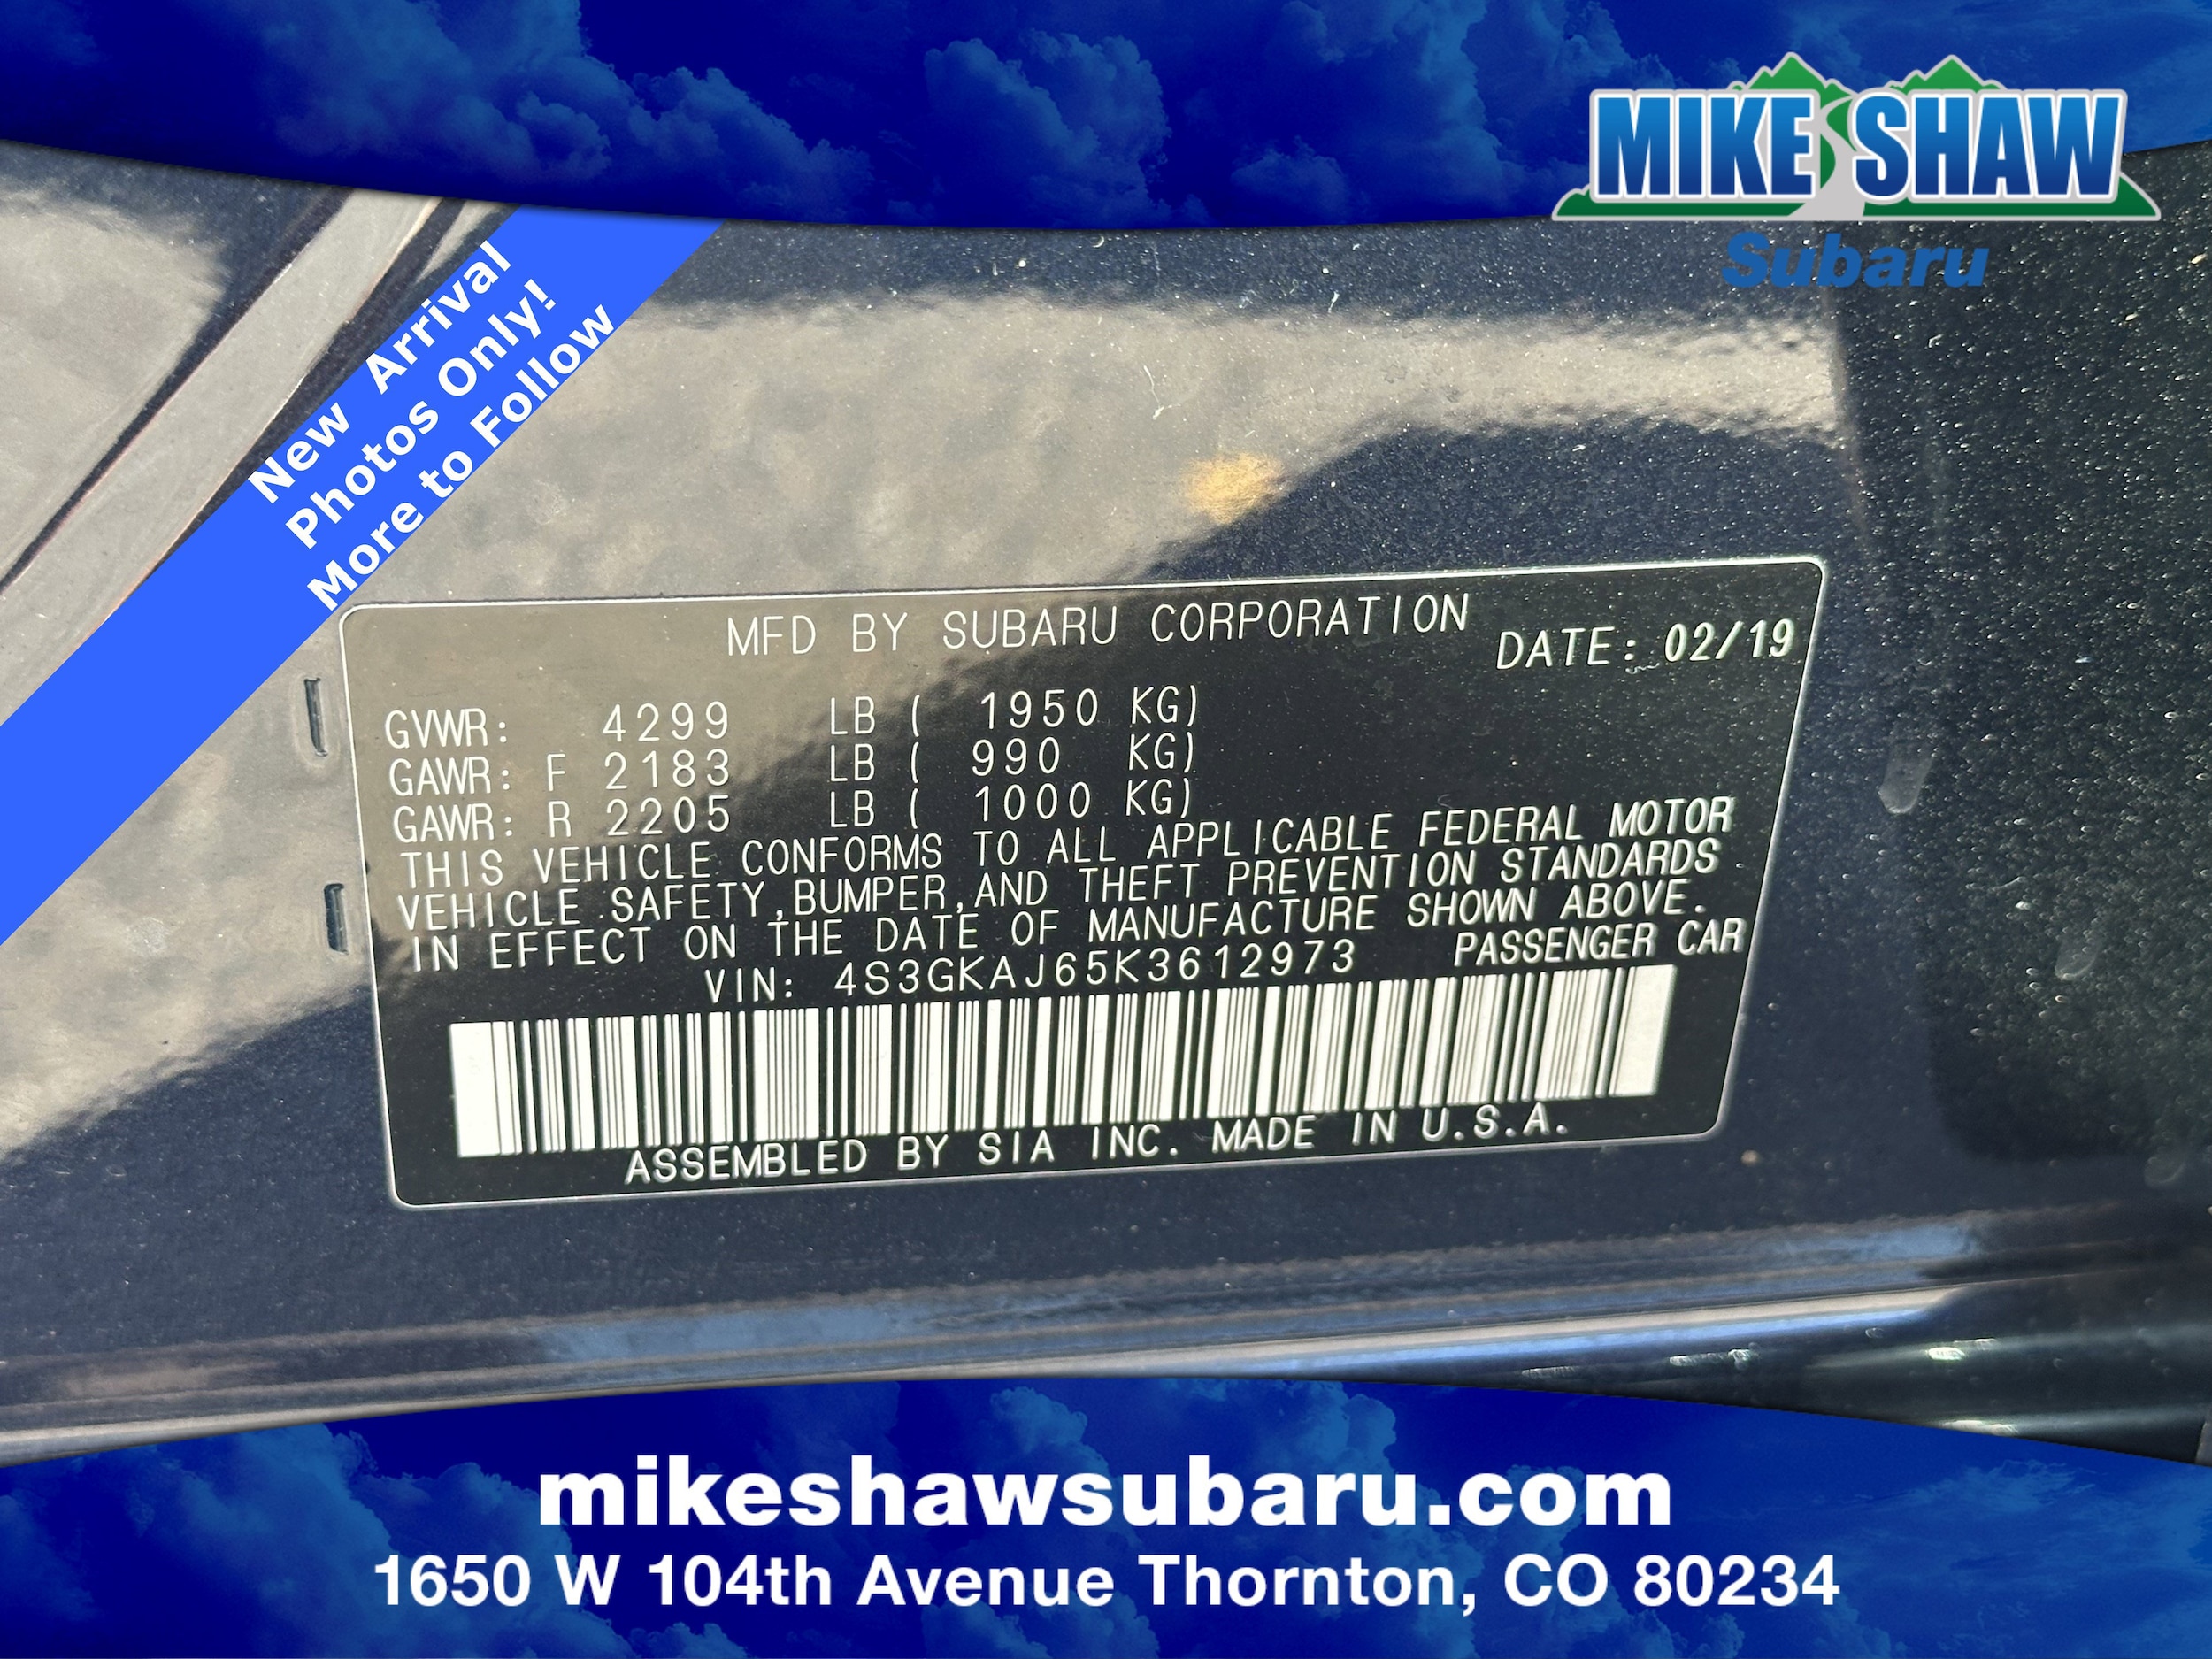 MIKE SHAW
Subaru
New Arrival
Photos Only!
More to Follow
MFD BY SUBARU CORPORATION
DATE: 02/19
GVWR: 4299 LB ( 1950 KG)
GAWR: F 2183 LB ( 990 KG)
GAWR: R 2205 LB ( 1000 KG)
THIS VEHICLE CONFORMS TO ALL APPLICABLE FEDERAL MOTOR
VEHICLE SAFETY,BUMPER,AND THEFT PREVENTION STANDARDS
IN EFFECT ON THE DATE OF MANUFACTURE SHOWN ABOVE.
VIN: 4S3GKAJ65K3612973 PASSENGER CAR
ASSEMBLED BY SIA INC. MADE IN U.S.A.
mikeshawsubaru.com
1650 W 104th Avenue Thornton, CO 80234